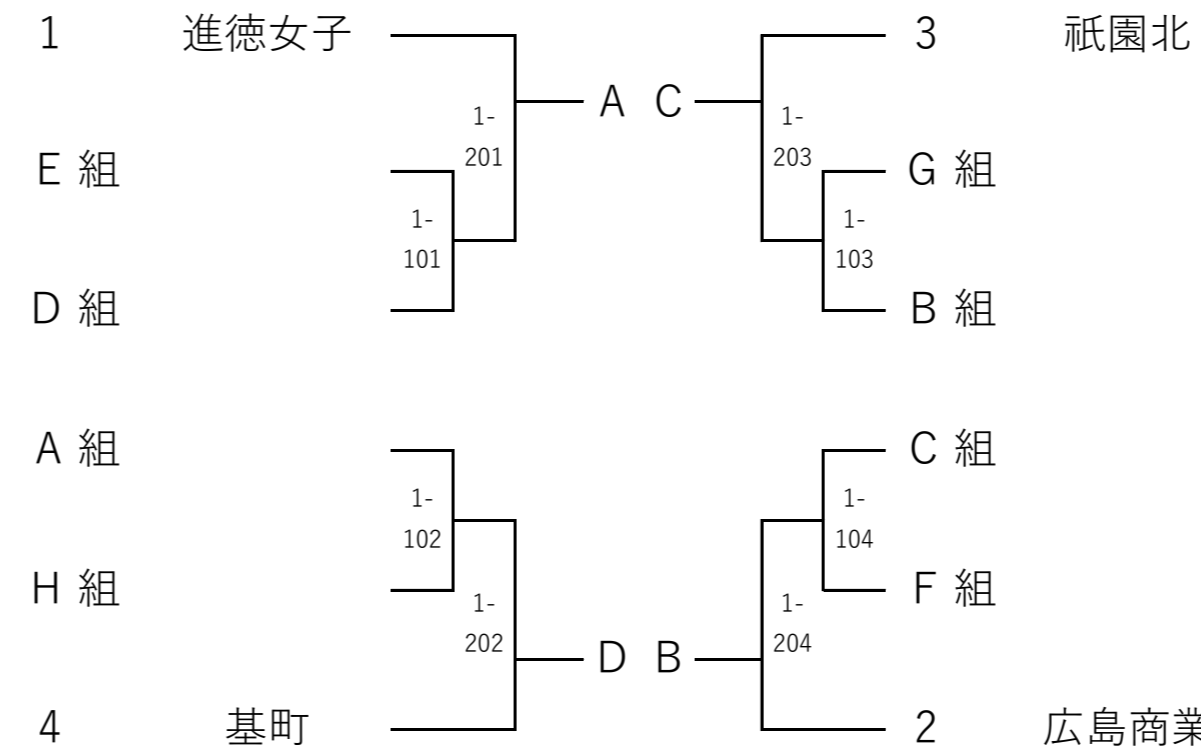 1 進徳女子 3 祇園北
A C
1-
201
1-
203
E 組 G 組
1-
101
1-
103
D 組 B 組
A 組 C 組
1-
102
1-
104
H 組 F 組
1-
202
1-
204
D B
4 基町 2 広島商業